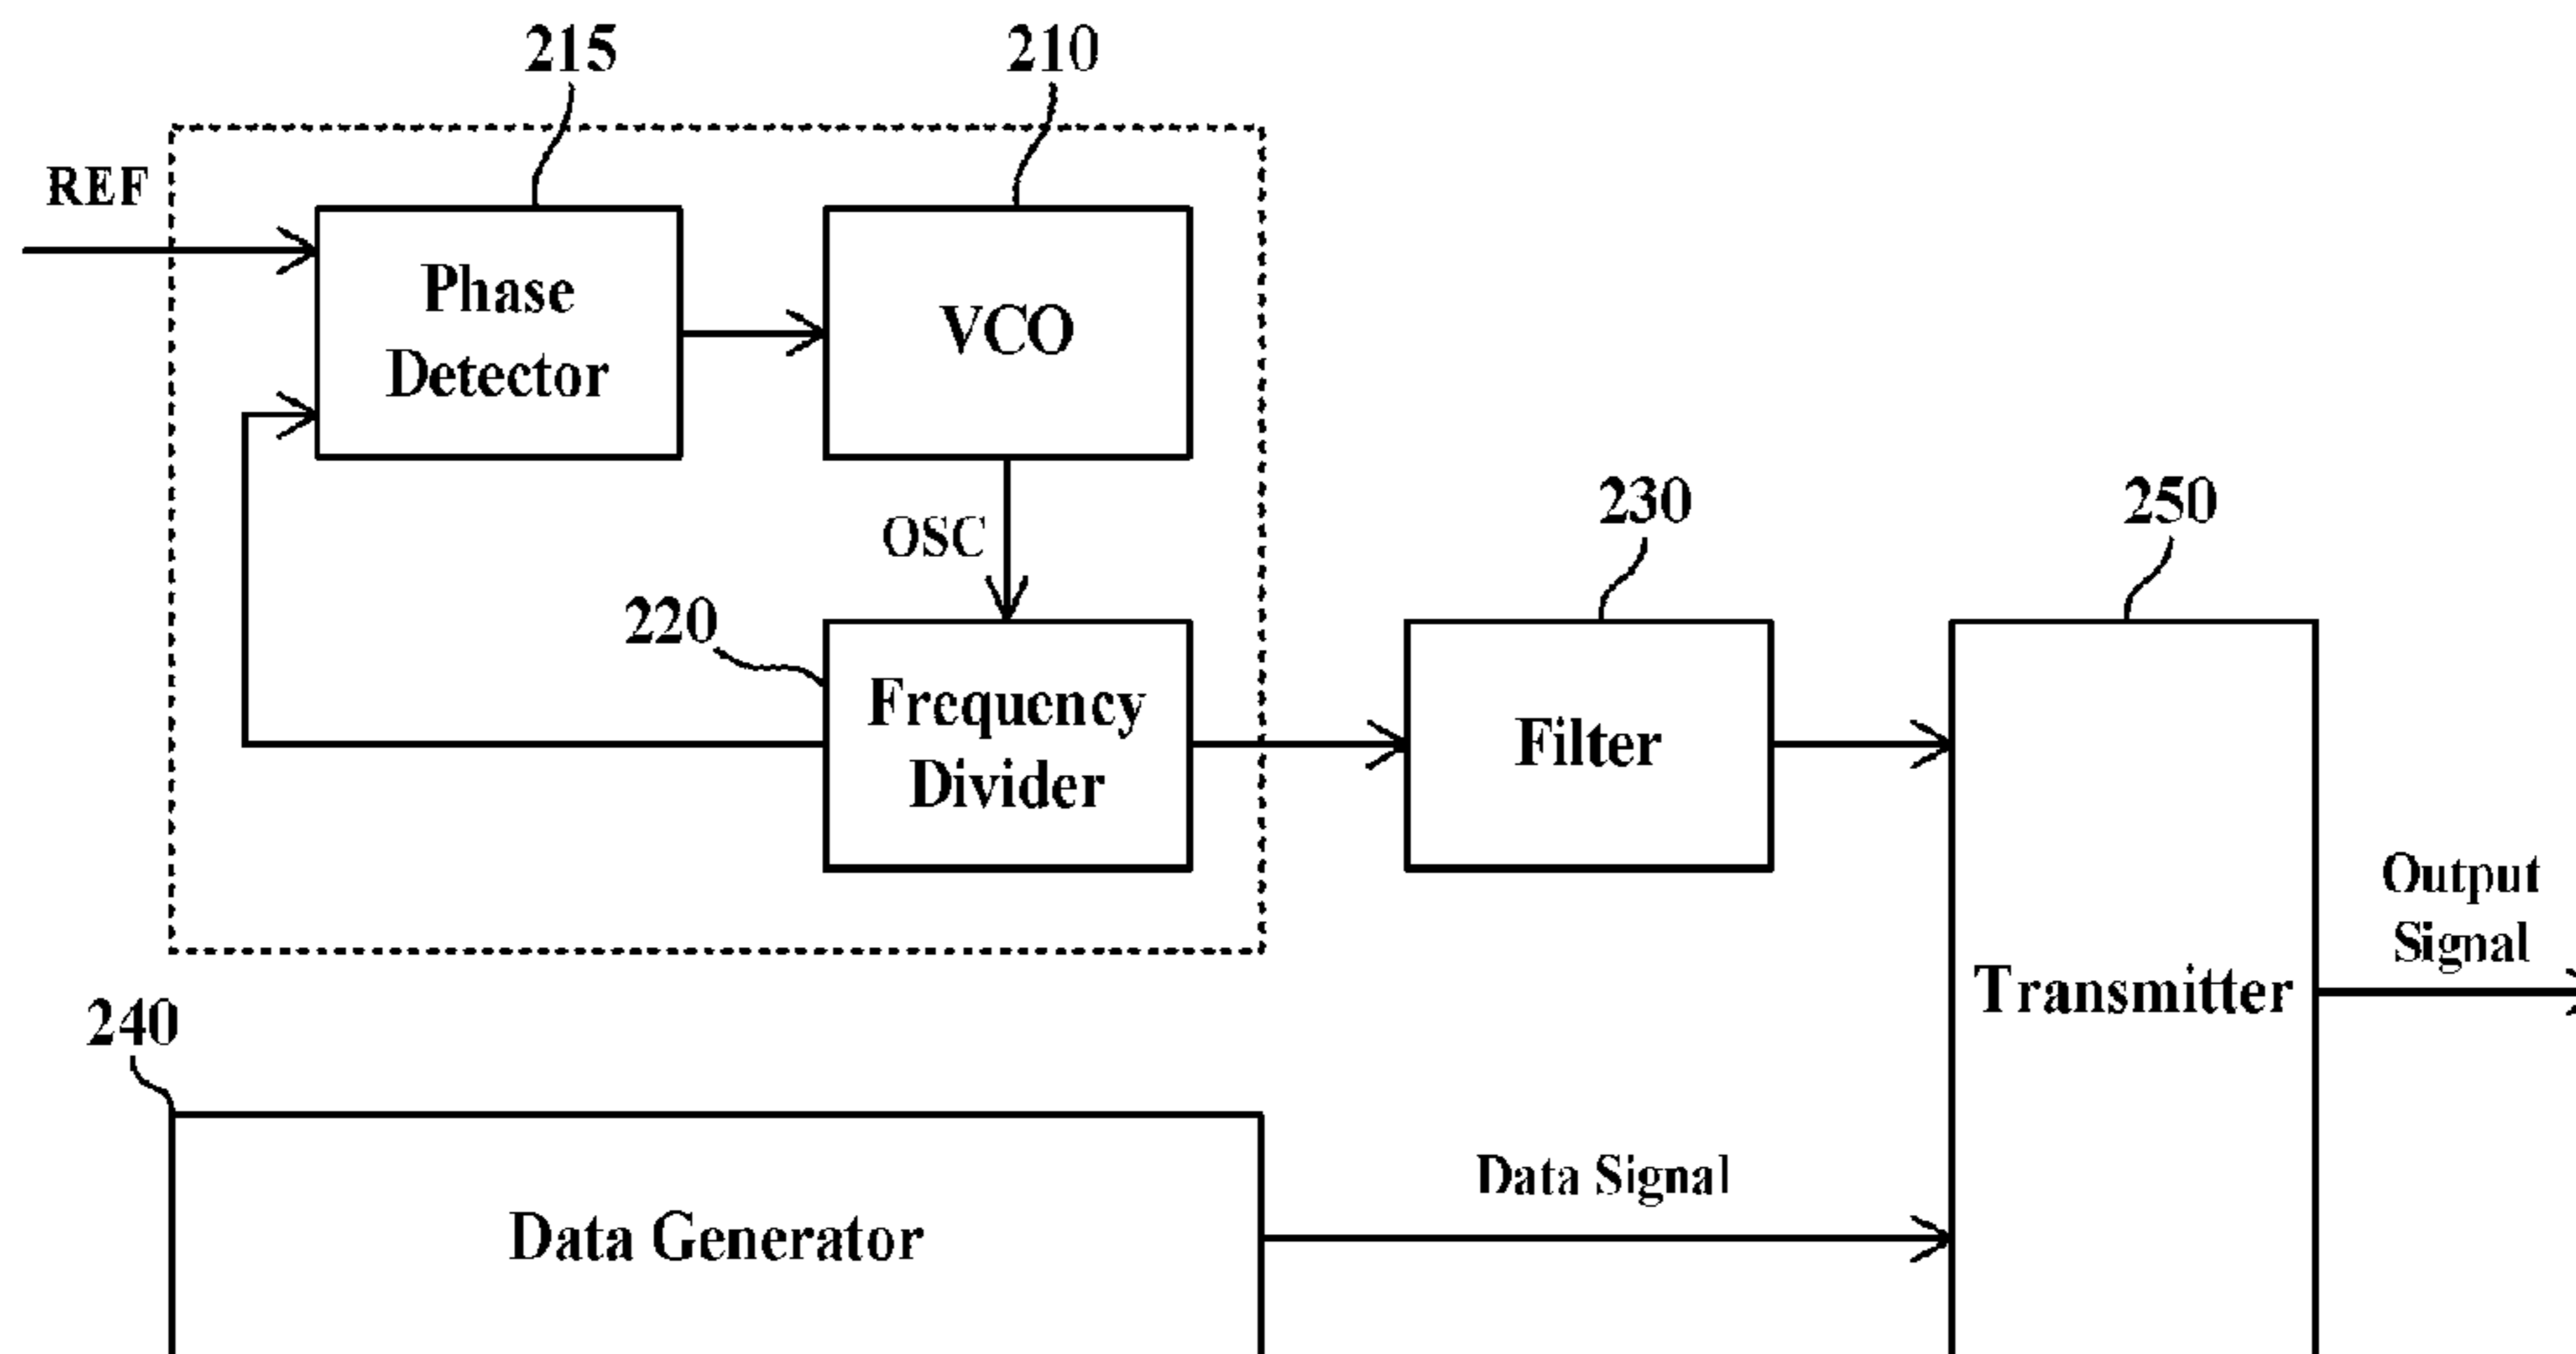 215
210
REF
Phase
Detector
VCO
OSC
230
250
220
Frequency
Divider
Filter
Output
Signal
Transmitter
240
Data Signal
Data Generator